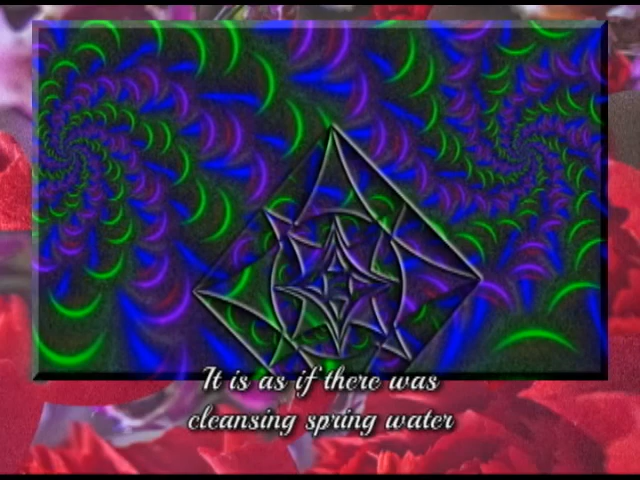 It is as if there was
cleansing spring water